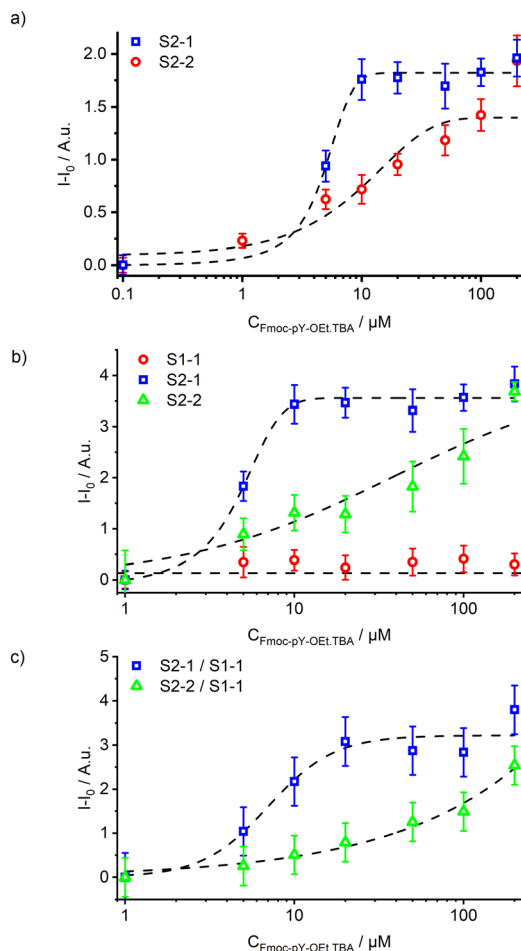 a)
S2-1
S2-2
2.0
1.5
1.0
0.5
0.0
I-I₀ / A.u.
0.1 1 10 100
C_Fmoc-pY-OEt.TBA / µM
b)
S1-1
S2-1
S2-2
4
3
2
1
0
I-I₀ / A.u.
1 10 100
C_Fmoc-pY-OEt.TBA / µM
c)
S2-1 / S1-1
S2-2 / S1-1
5
4
3
2
1
0
I-I₀ / A.u.
1 10 100
C_Fmoc-pY-OEt.TBA / µM